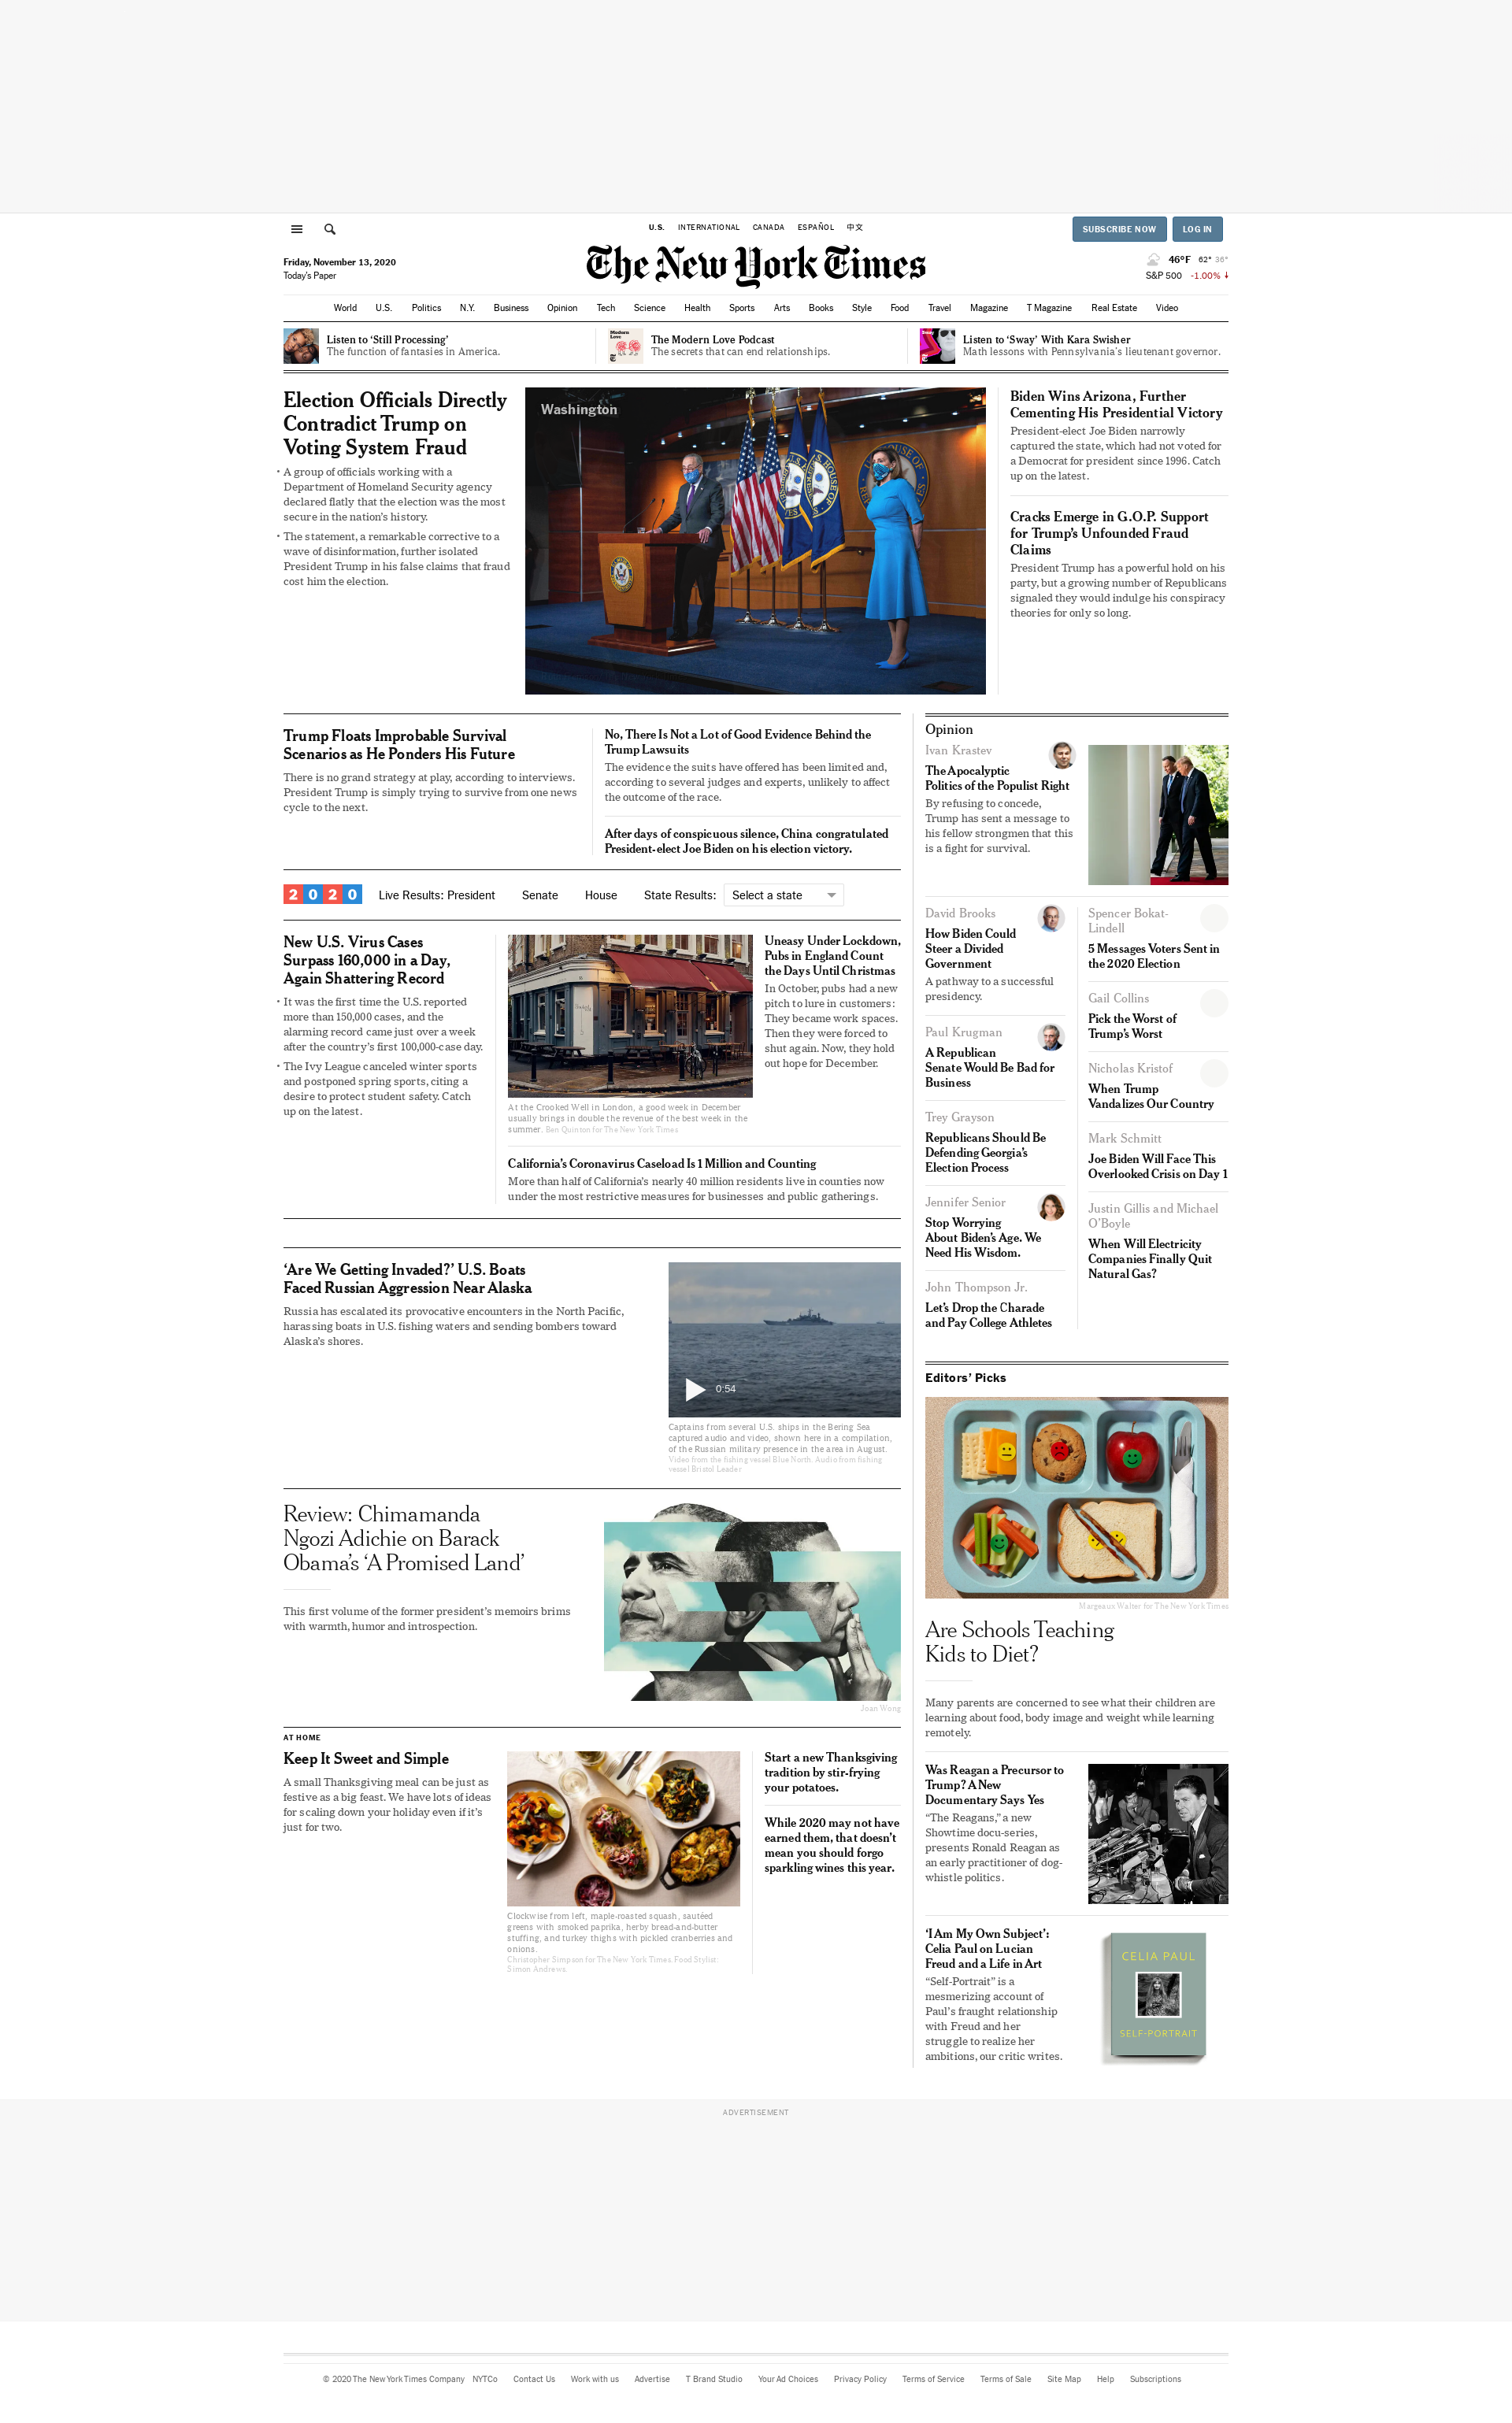 U.S. INTERNATIONAL CANADA ESPAÑOL 中文
SUBSCRIBE NOW LOG IN
Friday, November 13, 2020
Today's Paper
The New York Times
46°F 62° 36°
S&P 500 -1.00%
World U.S. Politics N.Y. Business Opinion Tech Science Health Sports Arts Books Style Food Travel Magazine T Magazine Real Estate Video
Listen to ‘Still Processing’
The function of fantasies in America.
Modern
Love
The Modern Love Podcast
The secrets that can end relationships.
Sway
Listen to ‘Sway’ With Kara Swisher
Math lessons with Pennsylvania's lieutenant governor.
Election Officials Directly
Contradict Trump on
Voting System Fraud
• A group of officials working with a
Department of Homeland Security agency
declared flatly that the election was the most
secure in the nation's history.
• The statement, a remarkable corrective to a
wave of disinformation, further isolated
President Trump in his false claims that fraud
cost him the election.
Washington
Biden Wins Arizona, Further
Cementing His Presidential Victory
President-elect Joe Biden narrowly
captured the state, which had not voted for
a Democrat for president since 1996. Catch
up on the latest.
Cracks Emerge in G.O.P. Support
for Trump's Unfounded Fraud
Claims
President Trump has a powerful hold on his
party, but a growing number of Republicans
signaled they would indulge his conspiracy
theories for only so long.
Trump Floats Improbable Survival
Scenarios as He Ponders His Future
There is no grand strategy at play, according to interviews.
President Trump is simply trying to survive from one news
cycle to the next.
No, There Is Not a Lot of Good Evidence Behind the
Trump Lawsuits
The evidence the suits have offered has been limited and,
according to several judges and experts, unlikely to affect
the outcome of the race.
After days of conspicuous silence, China congratulated
President-elect Joe Biden on his election victory.
2020 Live Results: President Senate House State Results: Select a state
New U.S. Virus Cases
Surpass 160,000 in a Day,
Again Shattering Record
• It was the first time the U.S. reported
more than 150,000 cases, and the
alarming record came just over a week
after the country's first 100,000-case day.
• The Ivy League canceled winter sports
and postponed spring sports, citing a
desire to protect student safety. Catch
up on the latest.
At the Crooked Well in London, a good week in December
usually brings in double the revenue of the best week in the
summer. Ben Quinton for The New York Times
Uneasy Under Lockdown,
Pubs in England Count
the Days Until Christmas
In October, pubs had a new
pitch to lure in customers:
They became work spaces.
Then they were forced to
shut again. Now, they hold
out hope for December.
California's Coronavirus Caseload Is 1 Million and Counting
More than half of California's nearly 40 million residents live in counties now
under the most restrictive measures for businesses and public gatherings.
‘Are We Getting Invaded?’ U.S. Boats
Faced Russian Aggression Near Alaska
Russia has escalated its provocative encounters in the North Pacific,
harassing boats in U.S. fishing waters and sending bombers toward
Alaska's shores.
0:54
Captains from several U.S. ships in the Bering Sea
captured audio and video, shown here in a compilation,
of the Russian military presence in the area in August.
Video from the fishing vessel Blue North. Audio from fishing
vessel Bristol Leader
Review: Chimamanda
Ngozi Adichie on Barack
Obama's ‘A Promised Land’
This first volume of the former president's memoirs brims
with warmth, humor and introspection.
Joan Wong
AT HOME
Keep It Sweet and Simple
A small Thanksgiving meal can be just as
festive as a big feast. We have lots of ideas
for scaling down your holiday even if it's
just for two.
Clockwise from left, maple-roasted squash, sautéed
greens with smoked paprika, herby bread-and-butter
stuffing, and turkey thighs with pickled cranberries and
onions.
Christopher Simpson for The New York Times. Food Stylist:
Simon Andrews.
Start a new Thanksgiving
tradition by stir-frying
your potatoes.
While 2020 may not have
earned them, that doesn't
mean you should forgo
sparkling wines this year.
Opinion
Ivan Krastev
The Apocalyptic
Politics of the Populist Right
By refusing to concede,
Trump has sent a message to
his fellow strongmen that this
is a fight for survival.
David Brooks
How Biden Could
Steer a Divided
Government
A pathway to a successful
presidency.
Paul Krugman
A Republican
Senate Would Be Bad for
Business
Trey Grayson
Republicans Should Be
Defending Georgia's
Election Process
Jennifer Senior
Stop Worrying
About Biden's Age. We
Need His Wisdom.
John Thompson Jr.
Let's Drop the Charade
and Pay College Athletes
Spencer Bokat-
Lindell
5 Messages Voters Sent in
the 2020 Election
Gail Collins
Pick the Worst of
Trump's Worst
Nicholas Kristof
When Trump
Vandalizes Our Country
Mark Schmitt
Joe Biden Will Face This
Overlooked Crisis on Day 1
Justin Gillis and Michael
O'Boyle
When Will Electricity
Companies Finally Quit
Natural Gas?
Editors' Picks
Margeaux Walter for The New York Times
Are Schools Teaching
Kids to Diet?
Many parents are concerned to see what their children are
learning about food, body image and weight while learning
remotely.
Was Reagan a Precursor to
Trump? A New
Documentary Says Yes
“The Reagans,” a new
Showtime docu-series,
presents Ronald Reagan as
an early practitioner of dog-
whistle politics.
‘I Am My Own Subject’:
Celia Paul on Lucian
Freud and a Life in Art
“Self-Portrait” is a
mesmerizing account of
Paul's fraught relationship
with Freud and her
struggle to realize her
ambitions, our critic writes.
CELIA PAUL
SELF-PORTRAIT
ADVERTISEMENT
© 2020 The New York Times Company NYTCo Contact Us Work with us Advertise T Brand Studio Your Ad Choices Privacy Policy Terms of Service Terms of Sale Site Map Help Subscriptions